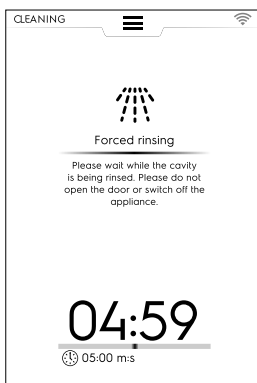 CLEANING
Forced rinsing
Please wait while the cavity
is being rinsed. Please do not
open the door or switch off the
appliance.
04:59
05:00 m:s